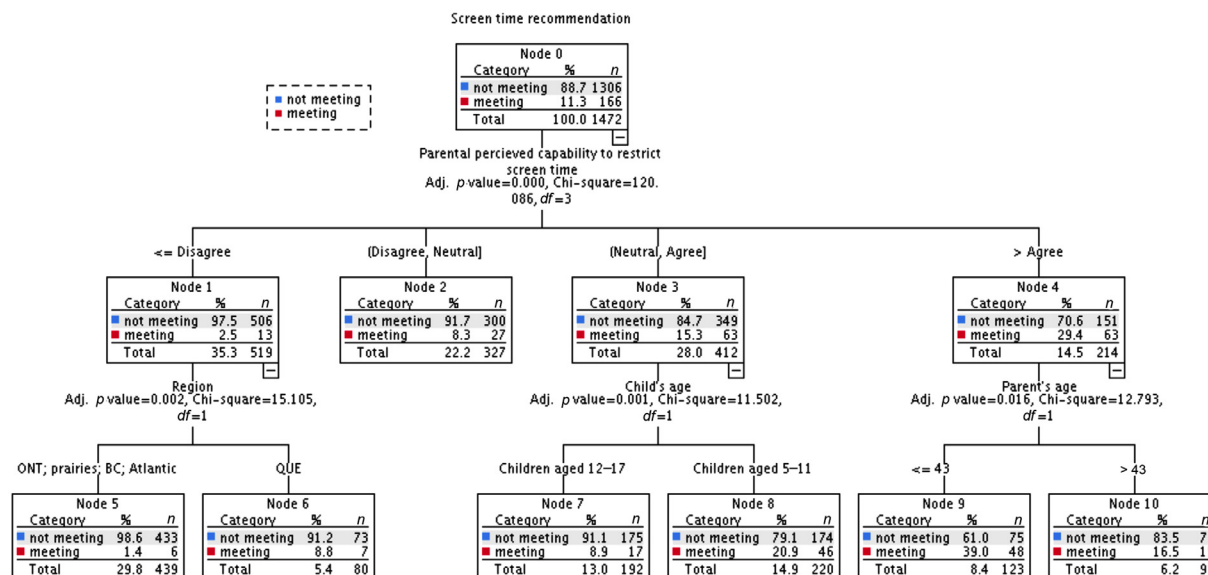 Screen time recommendation
Node 0
Category % n
not meeting 88.7 1306
meeting 11.3 166
Total 100.0 1472
not meeting
meeting
Parental percieved capability to restrict
screen time
Adj. p value=0.000, Chi-square=120.
086, df=3
<= Disagree
(Disagree, Neutral]
(Neutral, Agree]
> Agree
Node 1
Category % n
not meeting 97.5 506
meeting 2.5 13
Total 35.3 519
Node 2
Category % n
not meeting 91.7 300
meeting 8.3 27
Total 22.2 327
Node 3
Category % n
not meeting 84.7 349
meeting 15.3 63
Total 28.0 412
Node 4
Category % n
not meeting 70.6 151
meeting 29.4 63
Total 14.5 214
Region
Adj. p value=0.002, Chi-square=15.105,
df=1
Child's age
Adj. p value=0.001, Chi-square=11.502,
df=1
Parent's age
Adj. p value=0.016, Chi-square=12.793,
df=1
ONT; prairies; BC; Atlantic
QUE
Children aged 12-17
Children aged 5-11
<= 43
> 43
Node 5
Category % n
not meeting 98.6 433
meeting 1.4 6
Total 29.8 439
Node 6
Category % n
not meeting 91.2 73
meeting 8.8 7
Total 5.4 80
Node 7
Category % n
not meeting 91.1 175
meeting 8.9 17
Total 13.0 192
Node 8
Category % n
not meeting 79.1 174
meeting 20.9 46
Total 14.9 220
Node 9
Category % n
not meeting 61.0 75
meeting 39.0 48
Total 8.4 123
Node 10
Category %
not meeting 83.5
meeting 16.5
Total 6.2